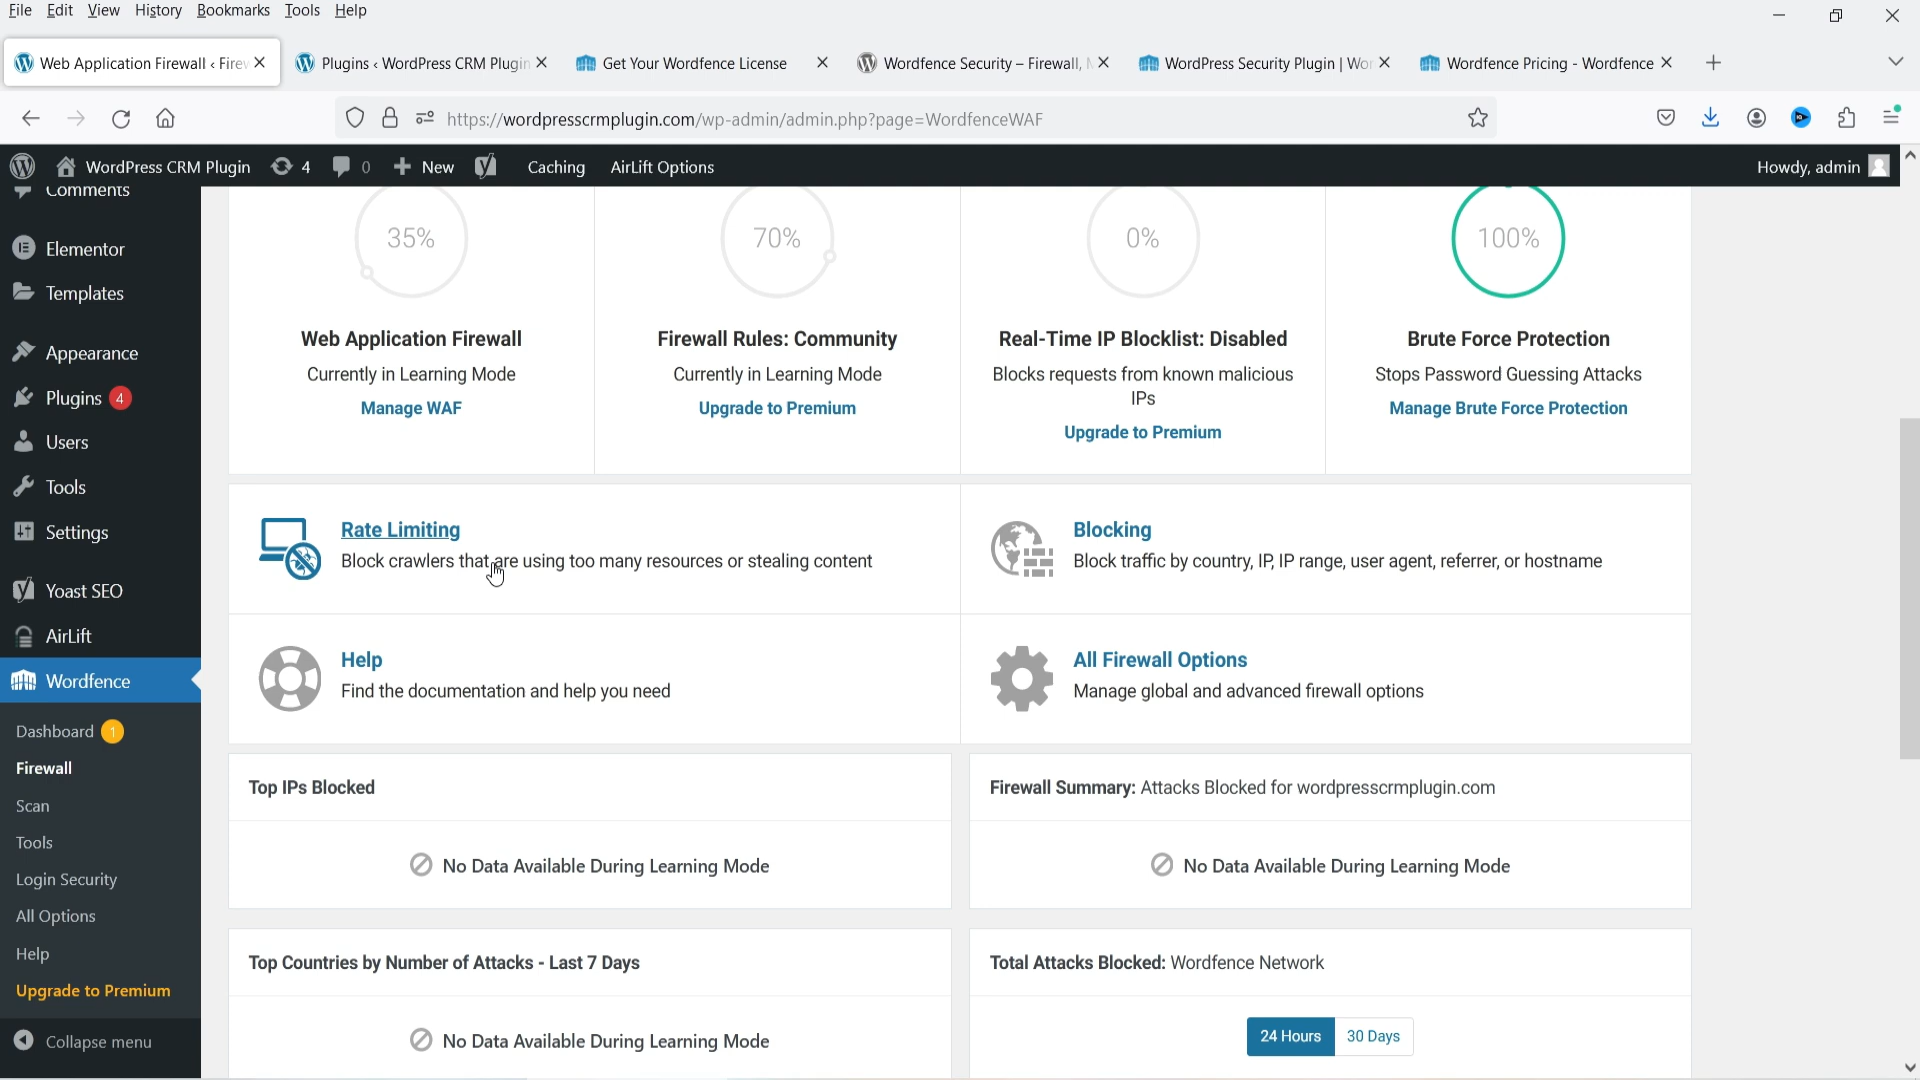 File Edit View History Bookmarks Tools Help
Web Application Firewall ‹ Firew
Plugins ‹ WordPress CRM Plugin
Get Your Wordfence License
Wordfence Security – Firewall,
WordPress Security Plugin | Wor
Wordfence Pricing - Wordfence
https://wordpresscrmplugin.com/wp-admin/admin.php?page=WordfenceWAF
WordPress CRM Plugin 4 0 New Caching AirLift Options Howdy, admin
Comments
Elementor
Templates
Appearance
Plugins 4
Users
Tools
Settings
Yoast SEO
AirLift
Wordfence
Dashboard 1
Firewall
Scan
Tools
Login Security
All Options
Help
Upgrade to Premium
Collapse menu
35%
Web Application Firewall
Currently in Learning Mode
Manage WAF
70%
Firewall Rules: Community
Currently in Learning Mode
Upgrade to Premium
0%
Real-Time IP Blocklist: Disabled
Blocks requests from known malicious
IPs
Upgrade to Premium
100%
Brute Force Protection
Stops Password Guessing Attacks
Manage Brute Force Protection
Rate Limiting
Block crawlers that are using too many resources or stealing content
Blocking
Block traffic by country, IP, IP range, user agent, referrer, or hostname
Help
Find the documentation and help you need
All Firewall Options
Manage global and advanced firewall options
Top IPs Blocked
No Data Available During Learning Mode
Firewall Summary: Attacks Blocked for wordpresscrmplugin.com
No Data Available During Learning Mode
Top Countries by Number of Attacks - Last 7 Days
No Data Available During Learning Mode
Total Attacks Blocked: Wordfence Network
24 Hours 30 Days